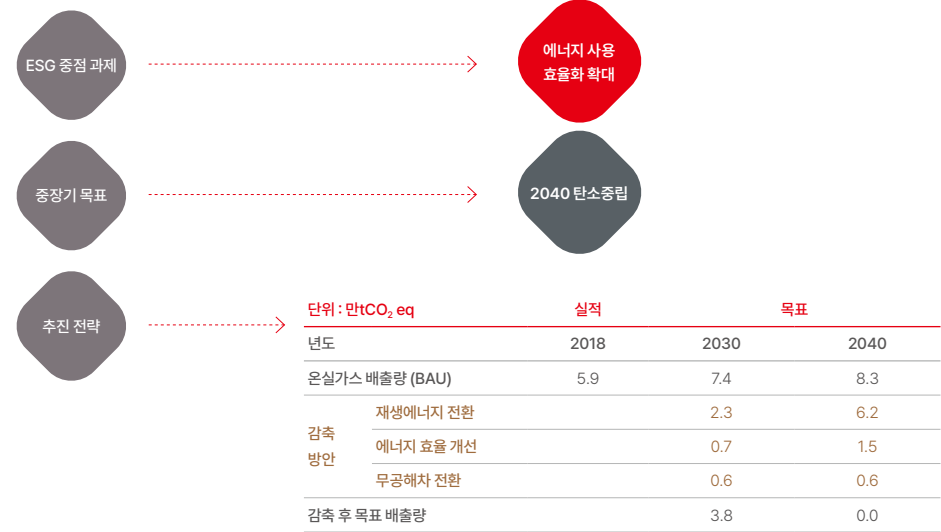 ESG 중점 과제
에너지 사용
효율화 확대
중장기 목표
2040 탄소중립
추진 전략
단위 : 만tCO₂ eq 실적 목표
년도 2018 2030 2040
온실가스 배출량 (BAU) 5.9 7.4 8.3
감축
방안
재생에너지 전환 2.3 6.2
에너지 효율 개선 0.7 1.5
무공해차 전환 0.6 0.6
감축 후 목표 배출량 3.8 0.0